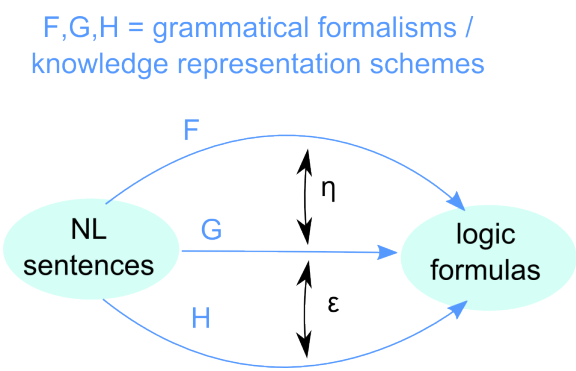 F,G,H = grammatical formalisms /
knowledge representation schemes
F
η
NL
sentences
G
logic
formulas
H
ε